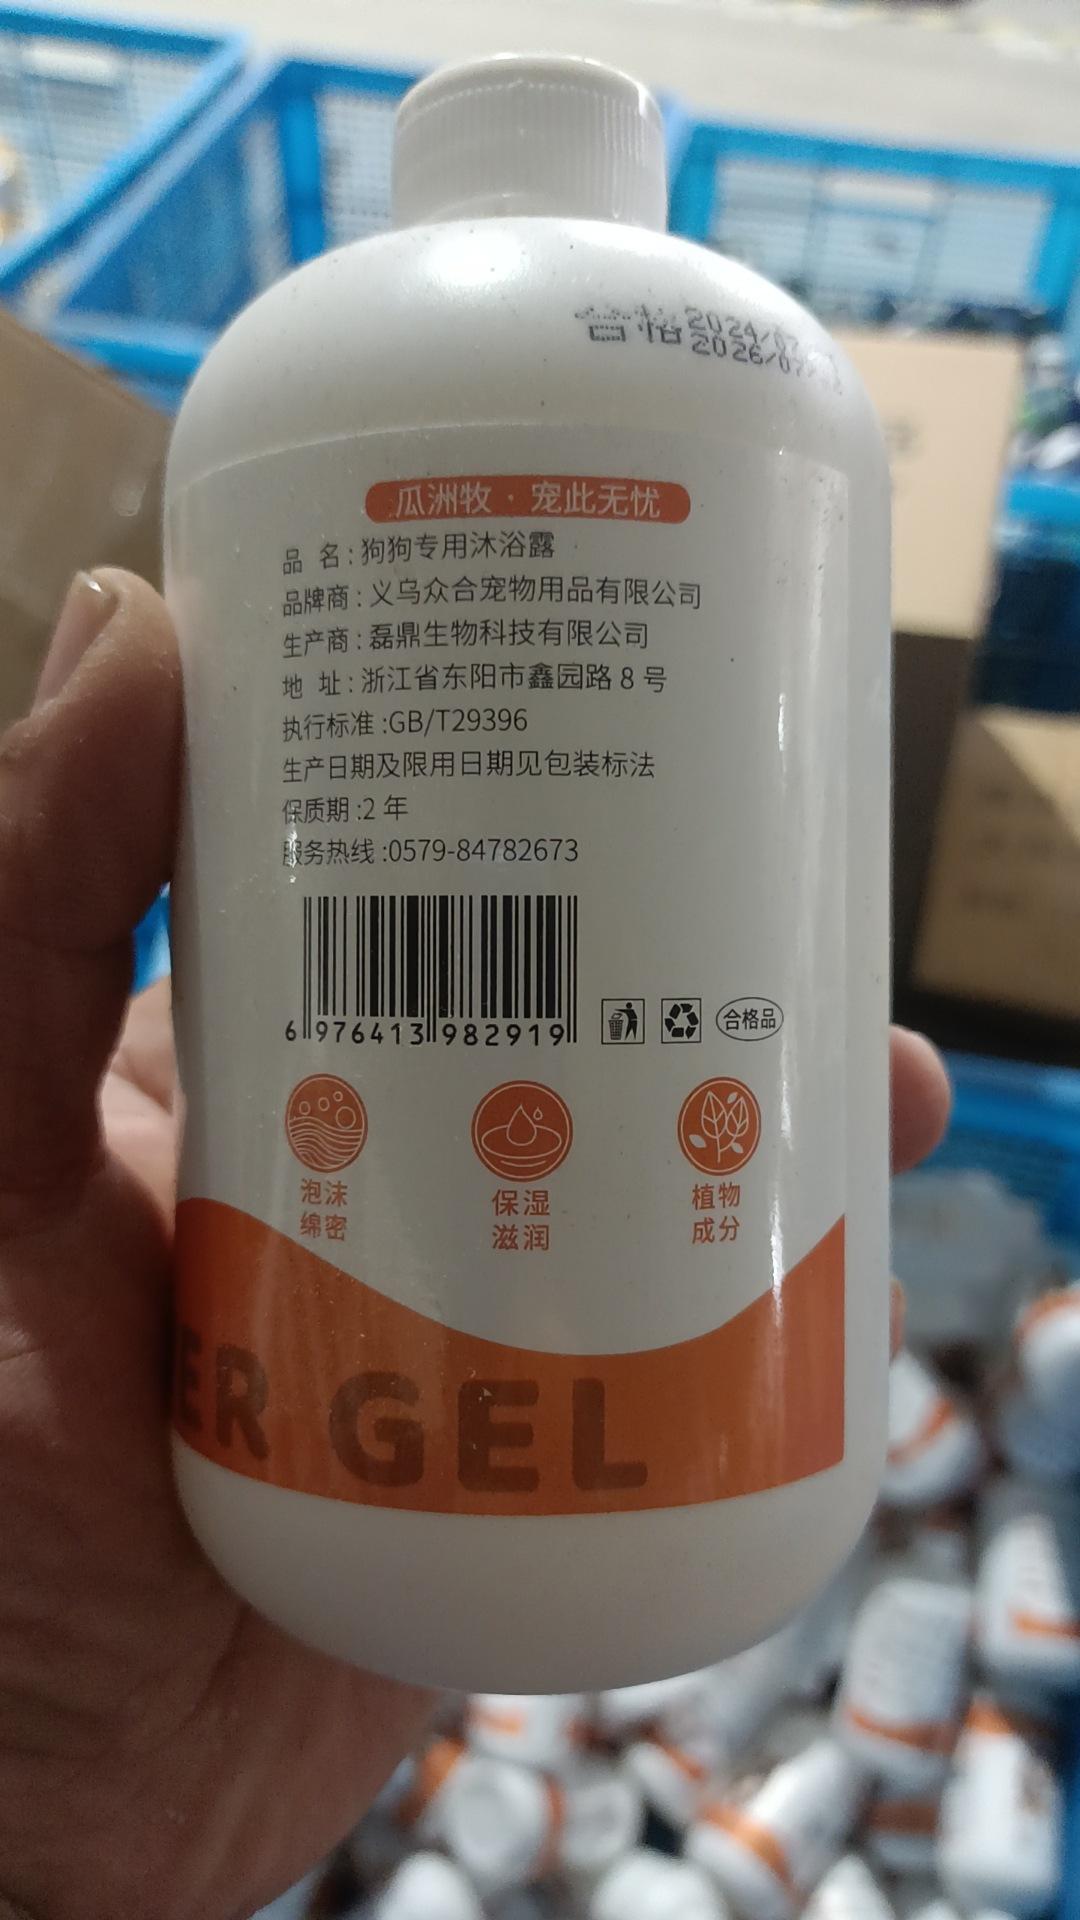 合格 2024/07
2026/07
瓜洲牧 · 宠此无忧
品 名:狗狗专用沐浴露
品牌商:义乌众合宠物用品有限公司
生产商:磊鼎生物科技有限公司
地 址:浙江省东阳市鑫园路 8 号
执行标准:GB/T29396
生产日期及限用日期见包装标法
保质期:2 年
服务热线:0579-84782673
6 976413 982919
合格品
泡沫
绵密
保湿
滋润
植物
成分
ER GEL